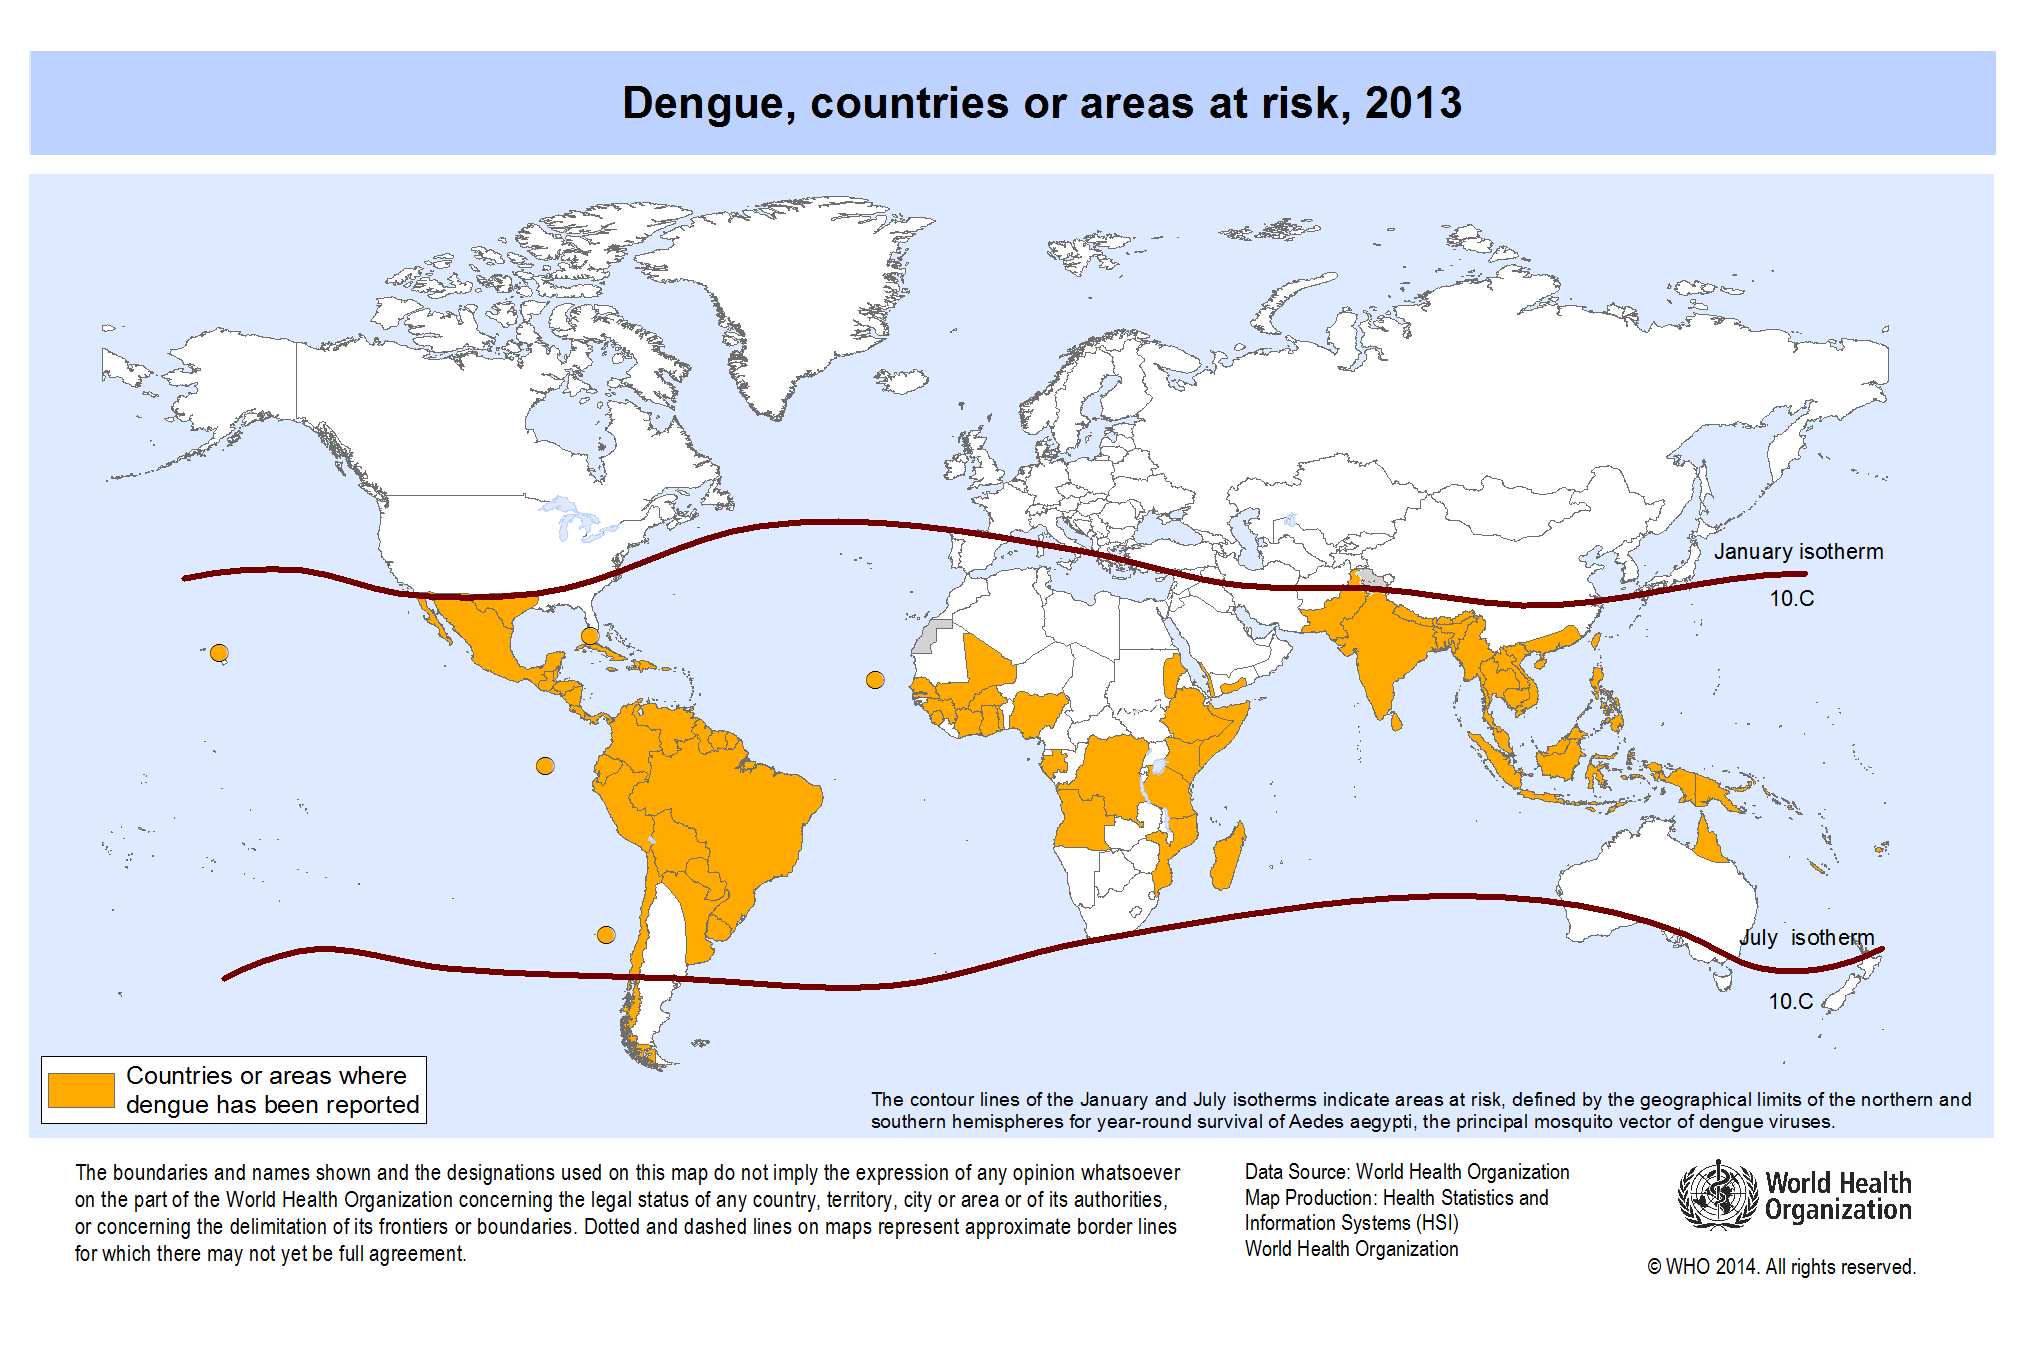 Dengue, countries or areas at risk, 2013
January isotherm
10.C
July  isotherm
10.C
Countries or areas where
dengue has been reported
The contour lines of the January and July isotherms indicate areas at risk, defined by the geographical limits of the northern and
southern hemispheres for year-round survival of Aedes aegypti, the principal mosquito vector of dengue viruses.
The boundaries and names shown and the designations used on this map do not imply the expression of any opinion whatsoever
on the part of the World Health Organization concerning the legal status of any country, territory, city or area or of its authorities,
or concerning the delimitation of its frontiers or boundaries. Dotted and dashed lines on maps represent approximate border lines
for which there may not yet be full agreement.
Data Source: World Health Organization
Map Production: Health Statistics and
Information Systems (HSI)
World Health Organization
World Health
Organization
© WHO 2014. All rights reserved.